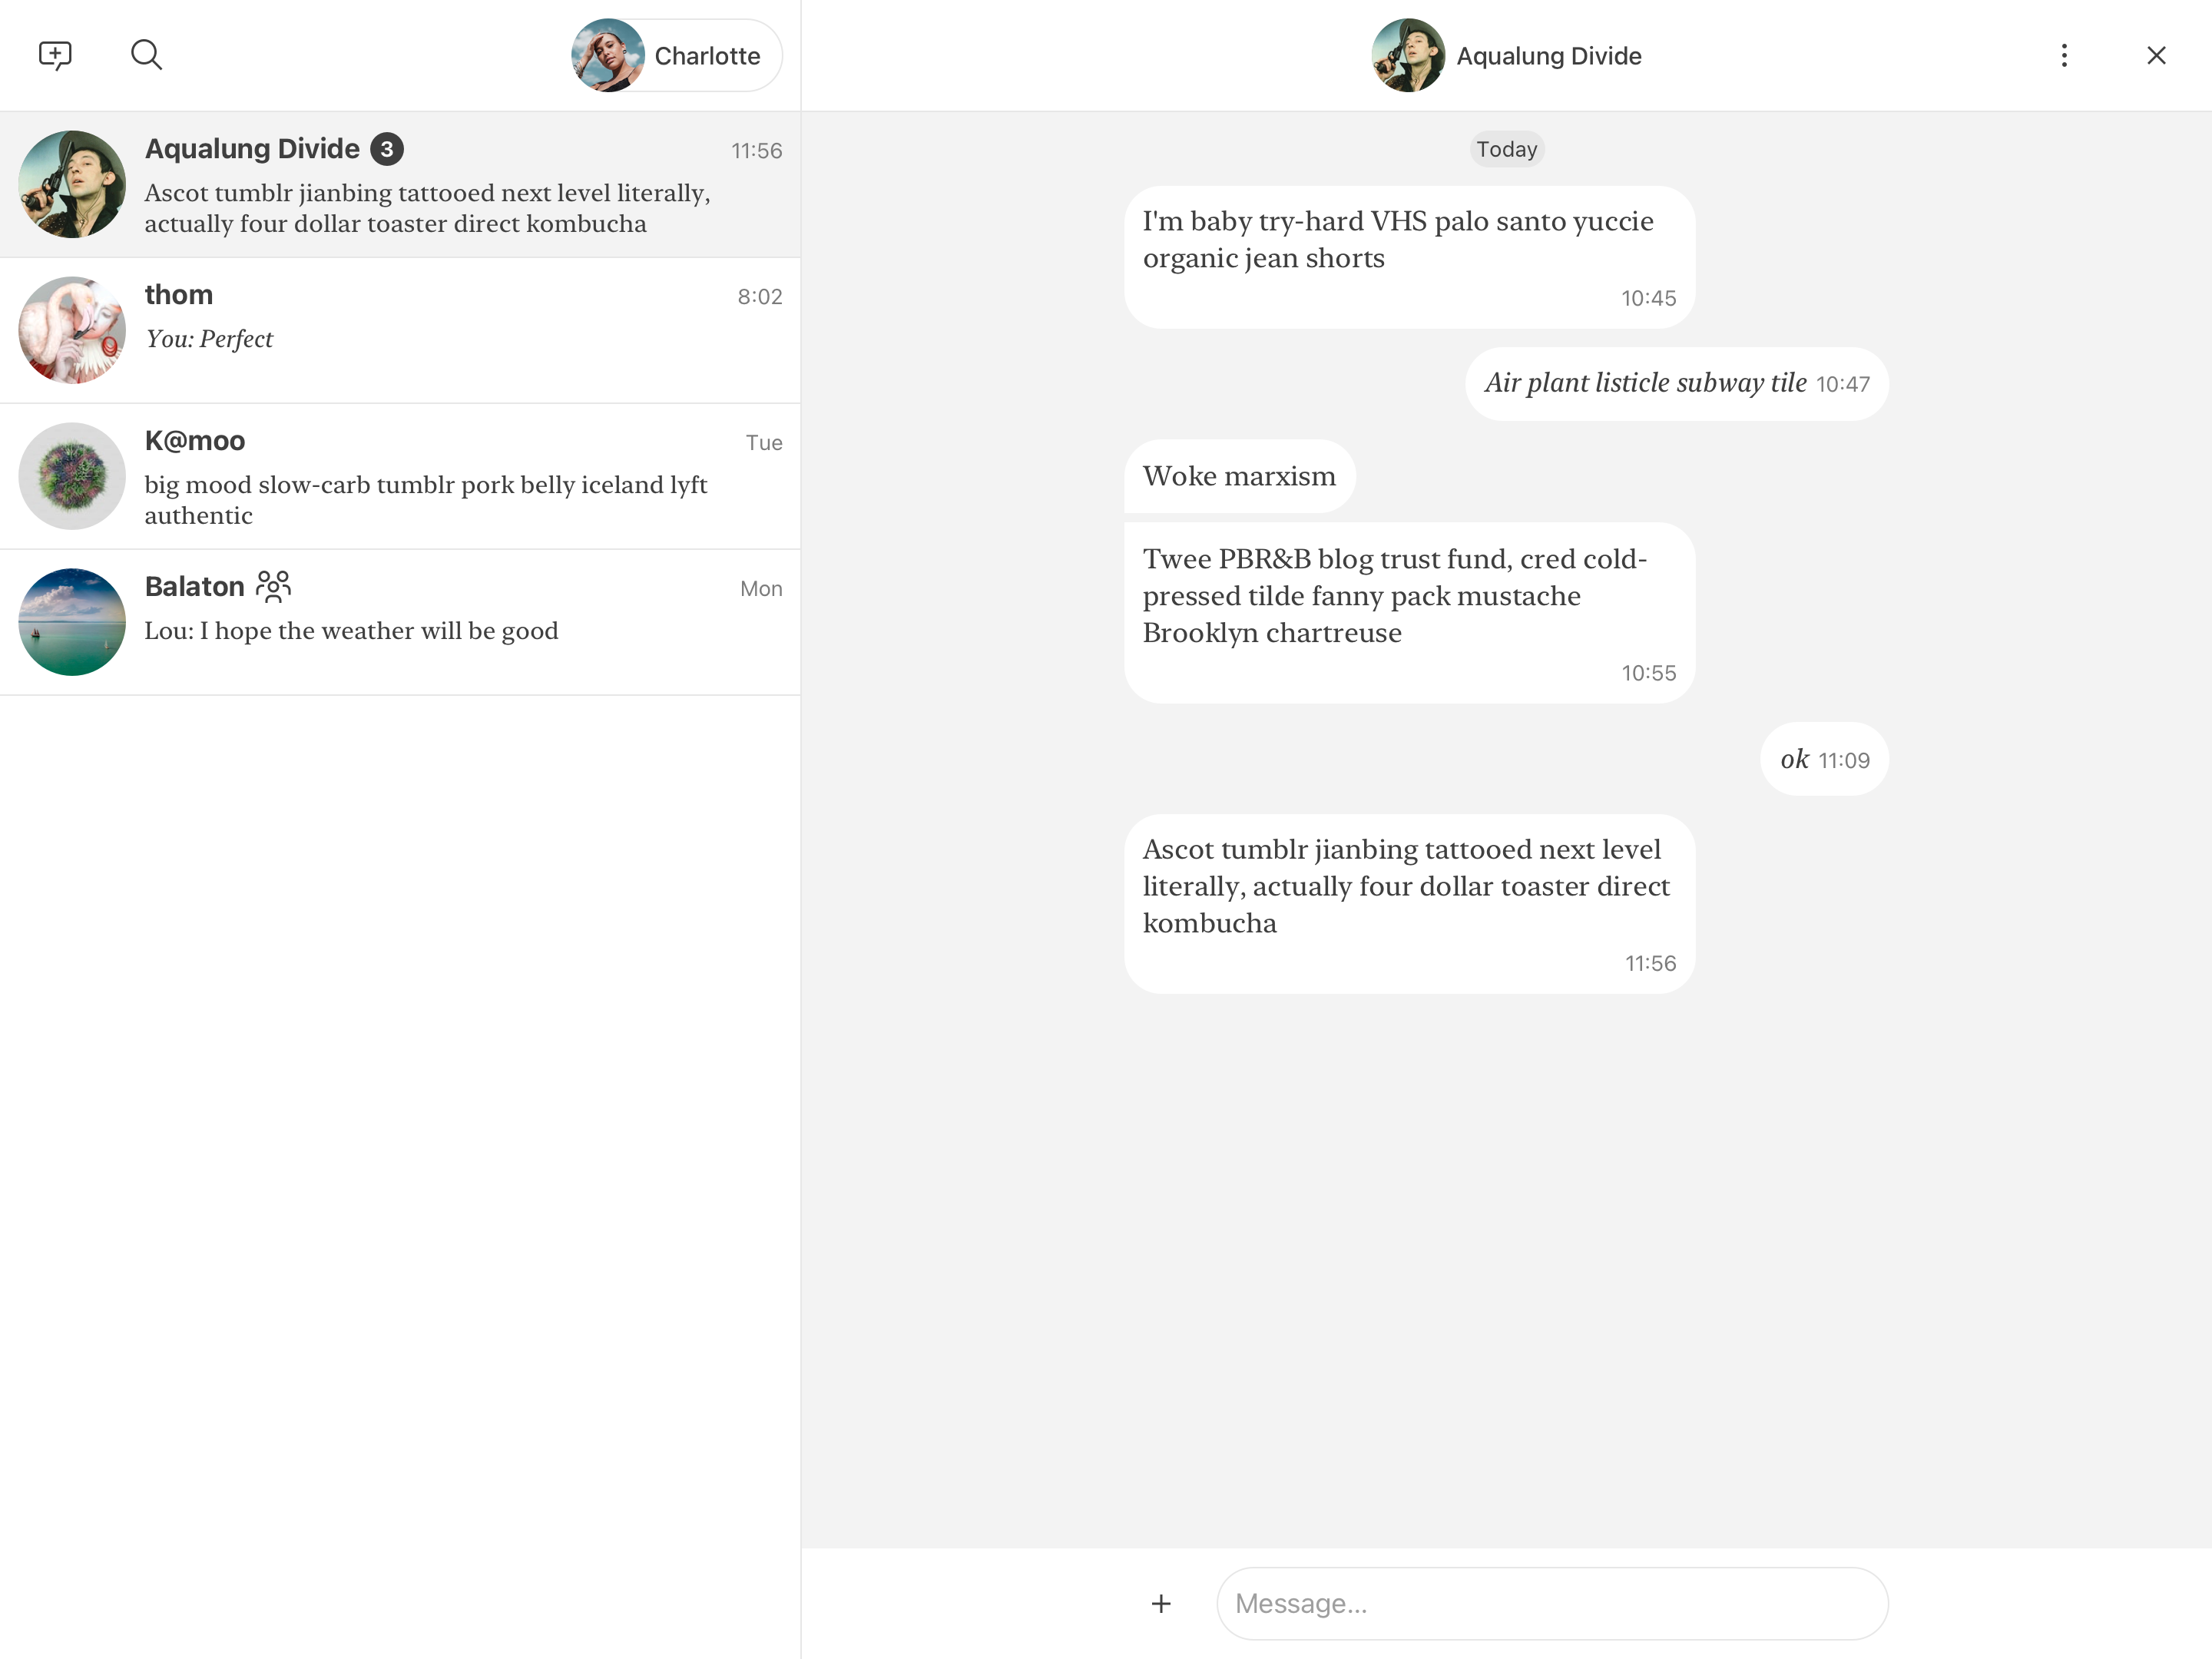 Charlotte
Aqualung Divide 3 11:56
Ascot tumblr jianbing tattooed next level literally,
actually four dollar toaster direct kombucha
thom 8:02
You: Perfect
K@moo Tue
big mood slow-carb tumblr pork belly iceland lyft
authentic
Balaton Mon
Lou: I hope the weather will be good
Aqualung Divide
Today
I'm baby try-hard VHS palo santo yuccie
organic jean shorts
10:45
Air plant listicle subway tile 10:47
Woke marxism
Twee PBR&B blog trust fund, cred cold-
pressed tilde fanny pack mustache
Brooklyn chartreuse
10:55
ok 11:09
Ascot tumblr jianbing tattooed next level
literally, actually four dollar toaster direct
kombucha
11:56
Message...